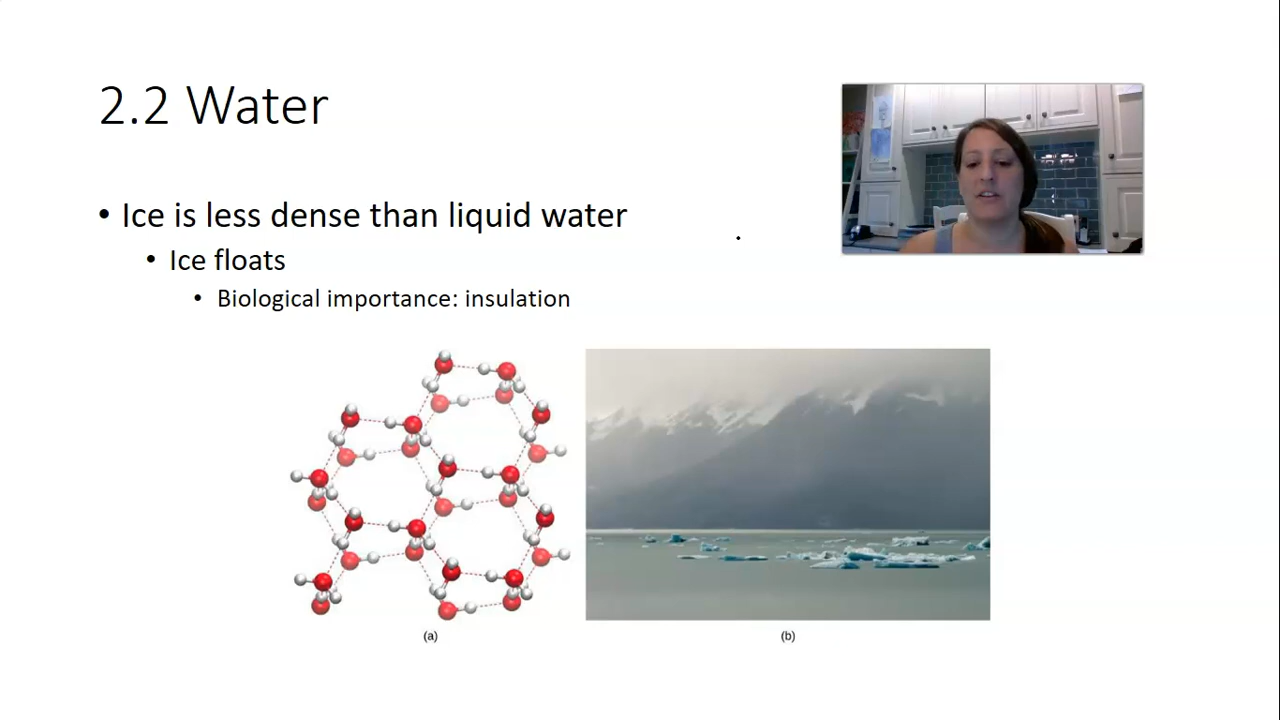 2.2 Water
• Ice is less dense than liquid water
• Ice floats
• Biological importance: insulation
(a)
(b)